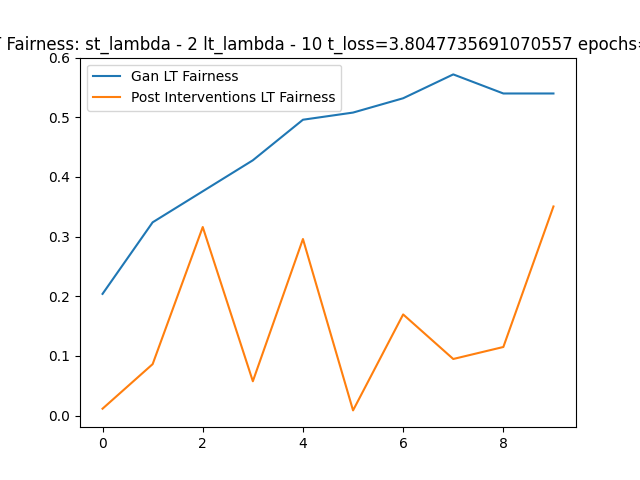 Fairness: st_lambda - 2 lt_lambda - 10 t_loss=3.8047735691070557 epochs=
Gan LT Fairness
Post Interventions LT Fairness
0.6
0.5
0.4
0.3
0.2
0.1
0.0
0 2 4 6 8